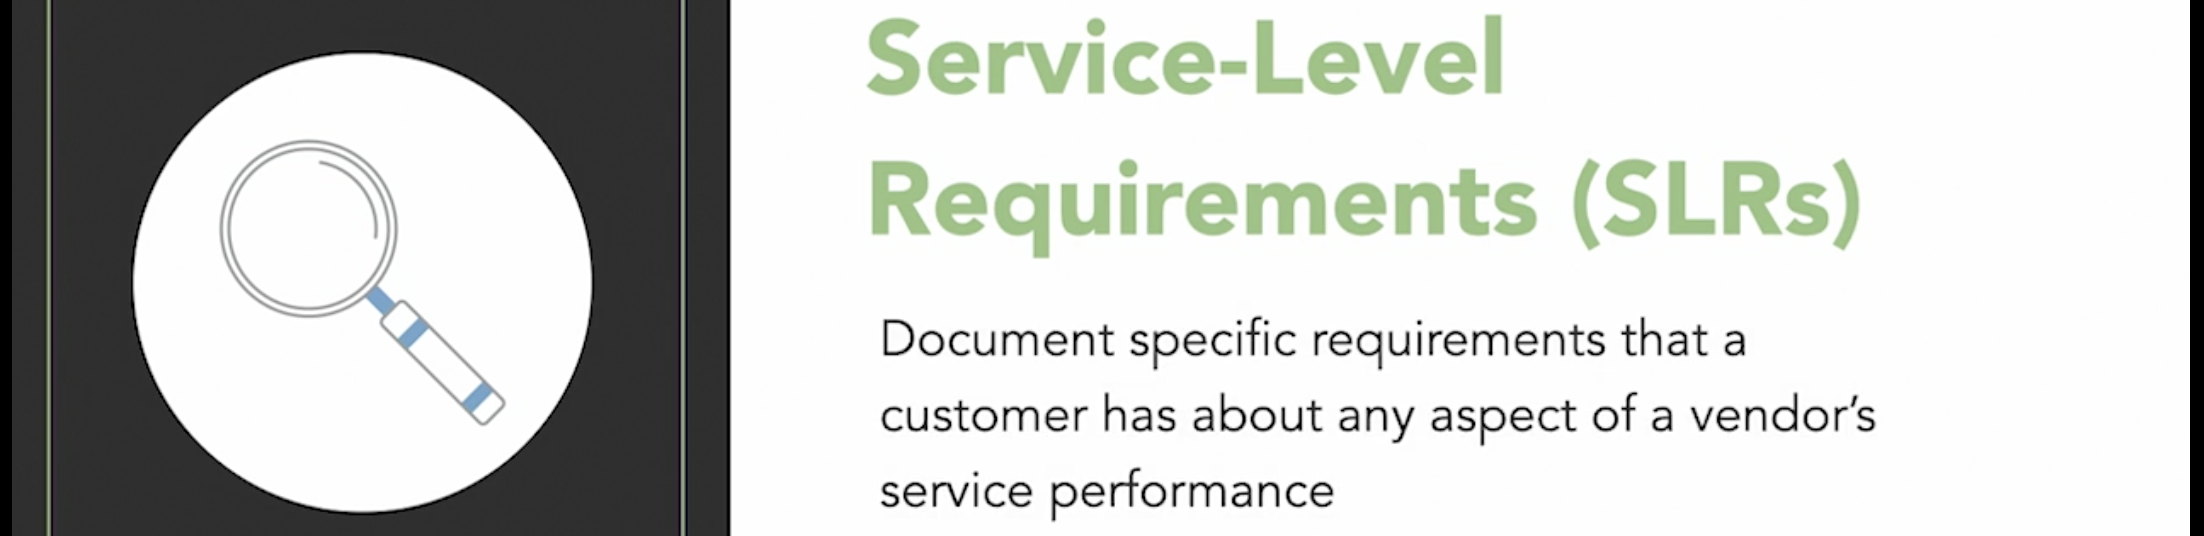 Service-Level
Requirements (SLRs)
Document specific requirements that a
customer has about any aspect of a vendor’s
service performance